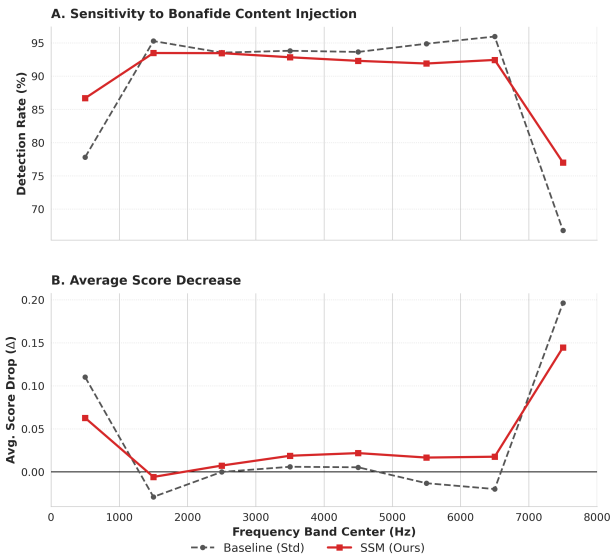 A. Sensitivity to Bonafide Content Injection
95
90
85
80
75
70
Detection Rate (%)
B. Average Score Decrease
0.20
0.15
0.10
0.05
0.00
Avg. Score Drop (Δ)
0 1000 2000 3000 4000 5000 6000 7000 8000
Frequency Band Center (Hz)
Baseline (Std) SSM (Ours)